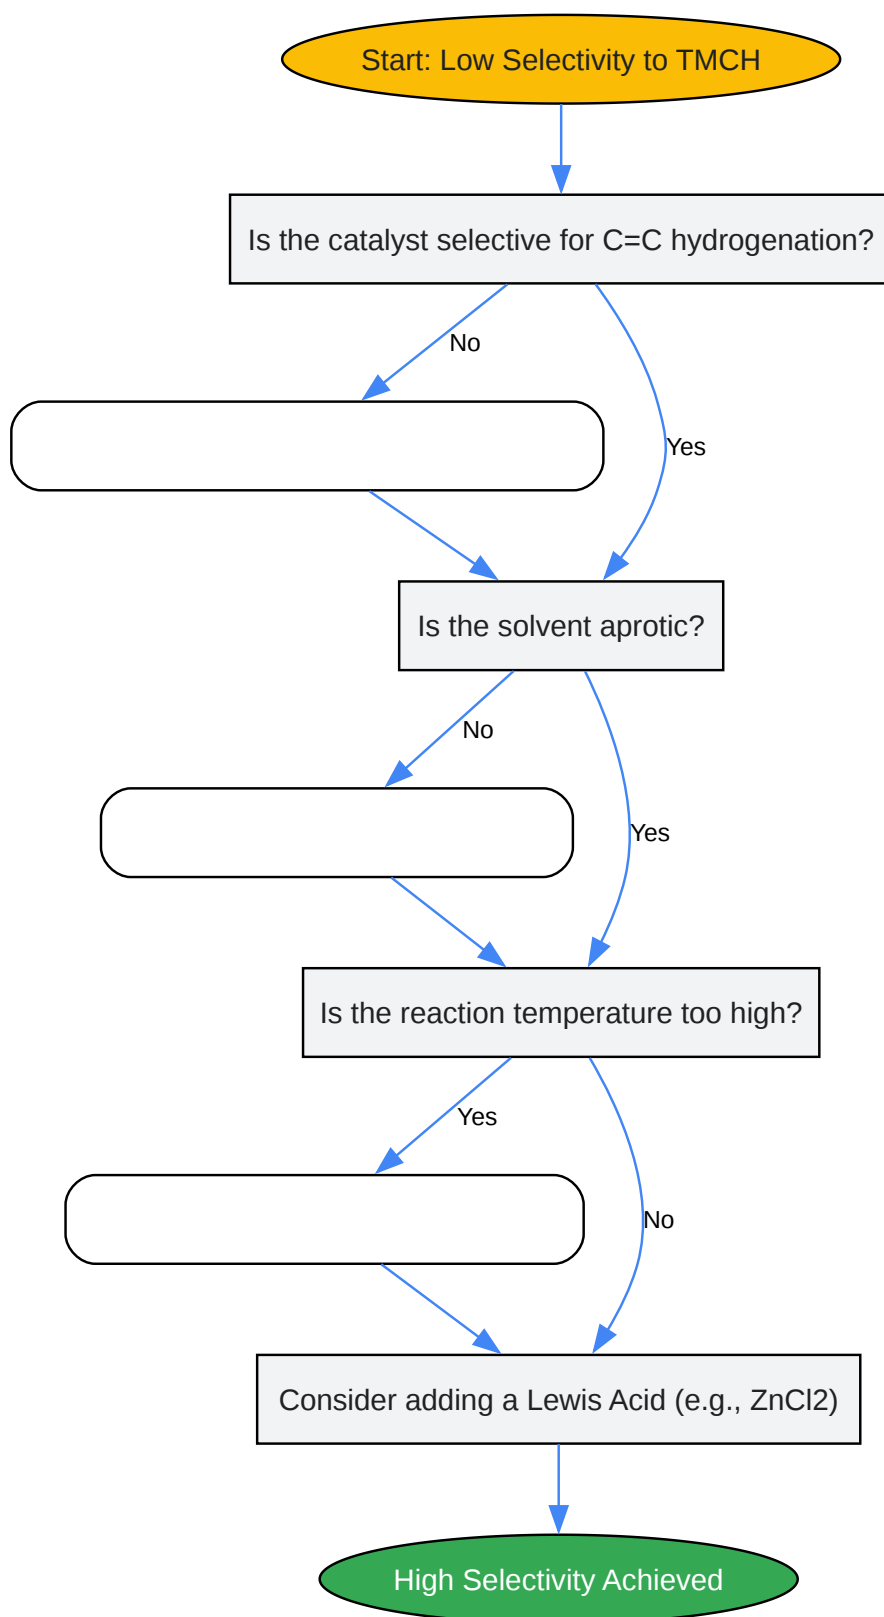 Start: Low Selectivity to TMCH
Is the catalyst selective for C=C hydrogenation?
No
Yes
Is the solvent aprotic?
No
Yes
Is the reaction temperature too high?
Yes
No
Consider adding a Lewis Acid (e.g., ZnCl2)
High Selectivity Achieved